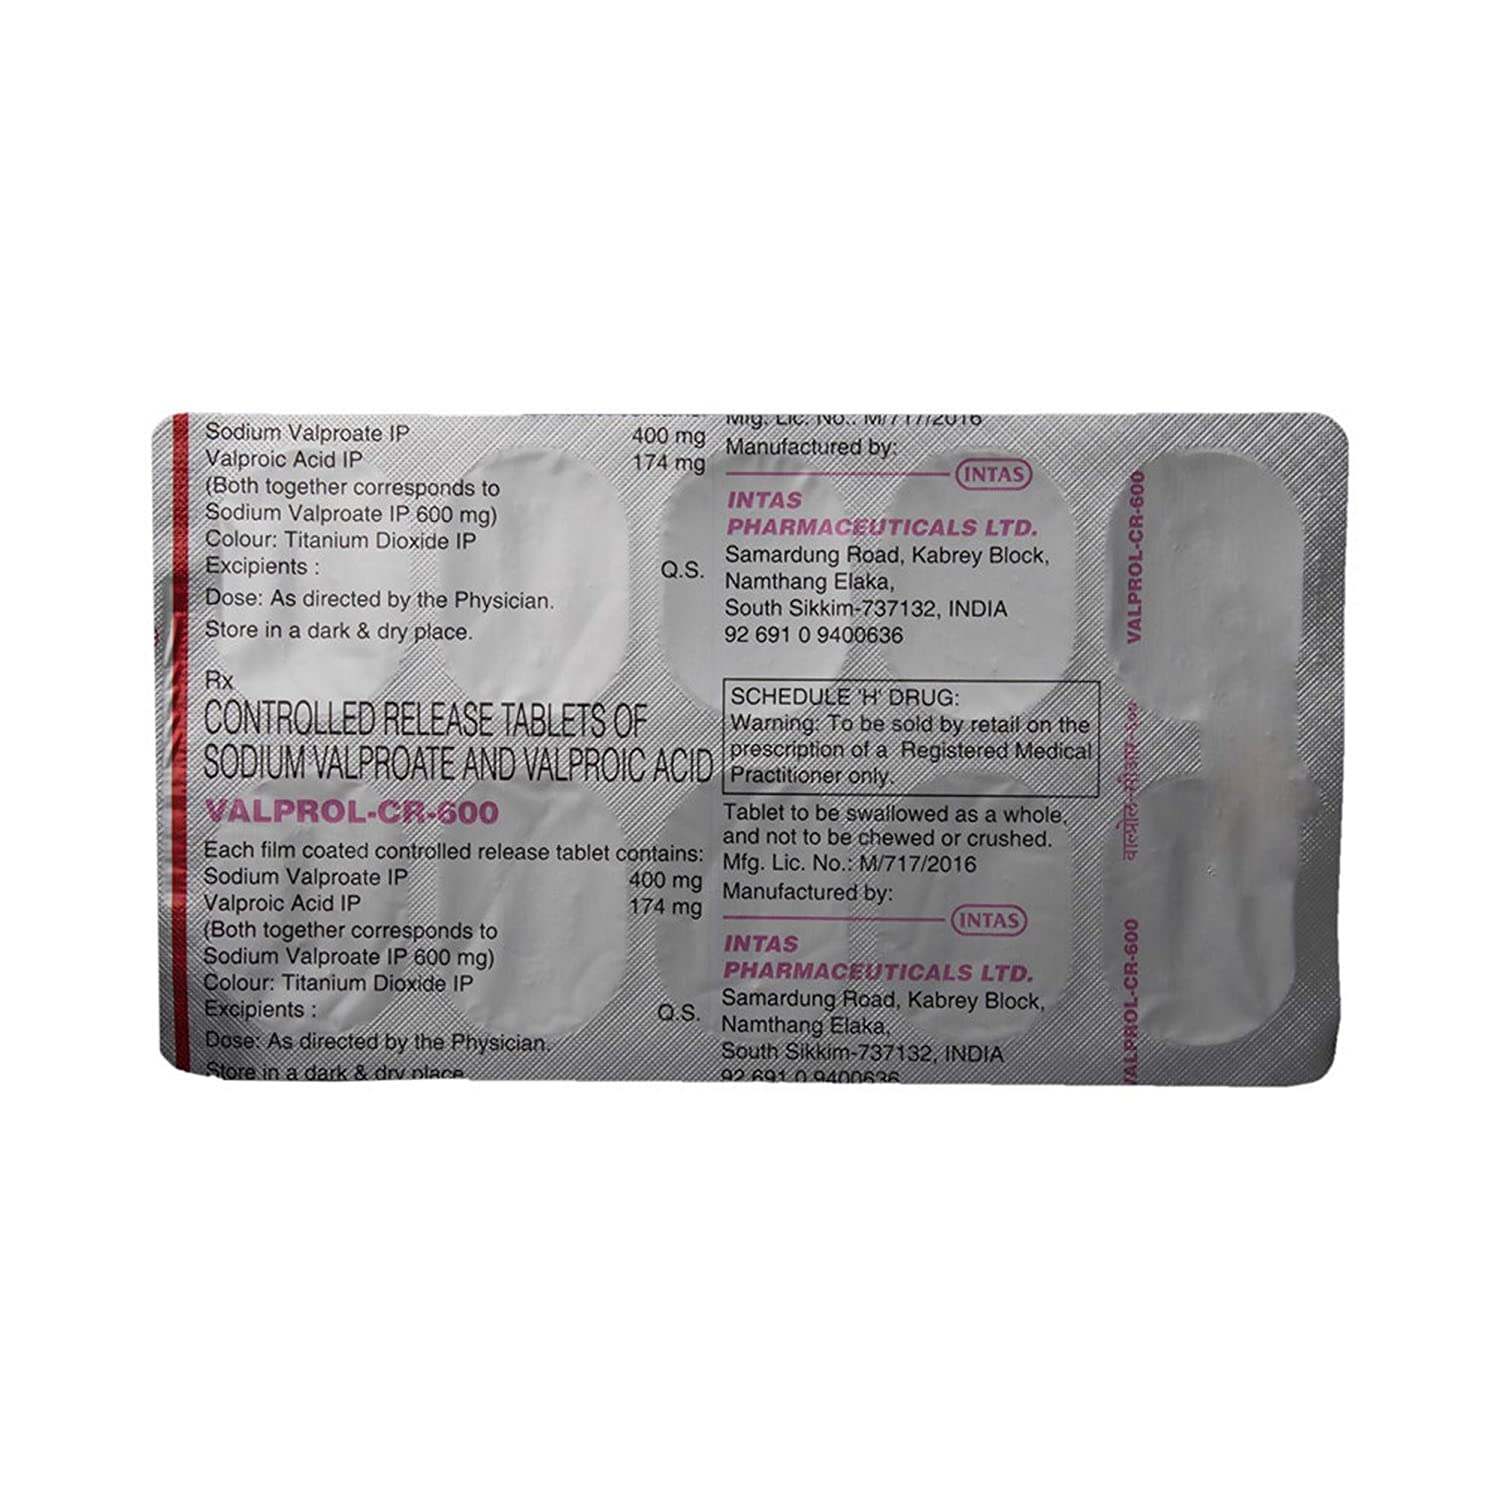 Sodium Valproate IP 400 mg
Valproic Acid IP 174 mg
(Both together corresponds to
Sodium Valproate IP 600 mg)
Colour: Titanium Dioxide IP
Excipients : Q.S.
Dose: As directed by the Physician.
Store in a dark & dry place.
Rx
CONTROLLED RELEASE TABLETS OF
SODIUM VALPROATE AND VALPROIC ACID
VALPROL-CR-600
Each film coated controlled release tablet contains:
Sodium Valproate IP 400 mg
Valproic Acid IP 174 mg
(Both together corresponds to
Sodium Valproate IP 600 mg)
Colour: Titanium Dioxide IP
Excipients : Q.S.
Dose: As directed by the Physician.
Store in a dark & dry place
Mfg. Lic. No.: M/717/2016
Manufactured by:
INTAS
INTAS
PHARMACEUTICALS LTD.
Samardung Road, Kabrey Block,
Namthang Elaka,
South Sikkim-737132, INDIA
92 691 0 9400636
SCHEDULE 'H' DRUG:
Warning: To be sold by retail on the
prescription of a Registered Medical
Practitioner only.
Tablet to be swallowed as a whole,
and not to be chewed or crushed.
Mfg. Lic. No.: M/717/2016
Manufactured by:
INTAS
INTAS
PHARMACEUTICALS LTD.
Samardung Road, Kabrey Block,
Namthang Elaka,
South Sikkim-737132, INDIA
92 691 0 9400636
VALPROL-CR-600
VALPROL-CR-600